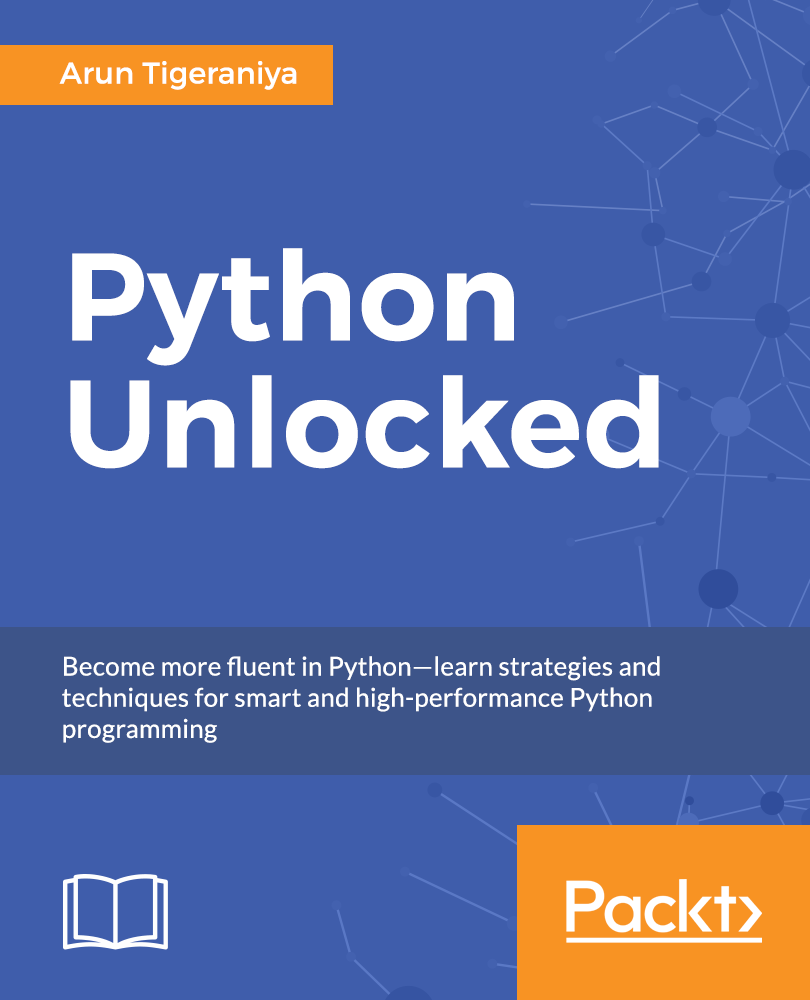 Arun Tigeraniya
Python
Unlocked
Become more fluent in Python—learn strategies and
techniques for smart and high-performance Python
programming
Packt